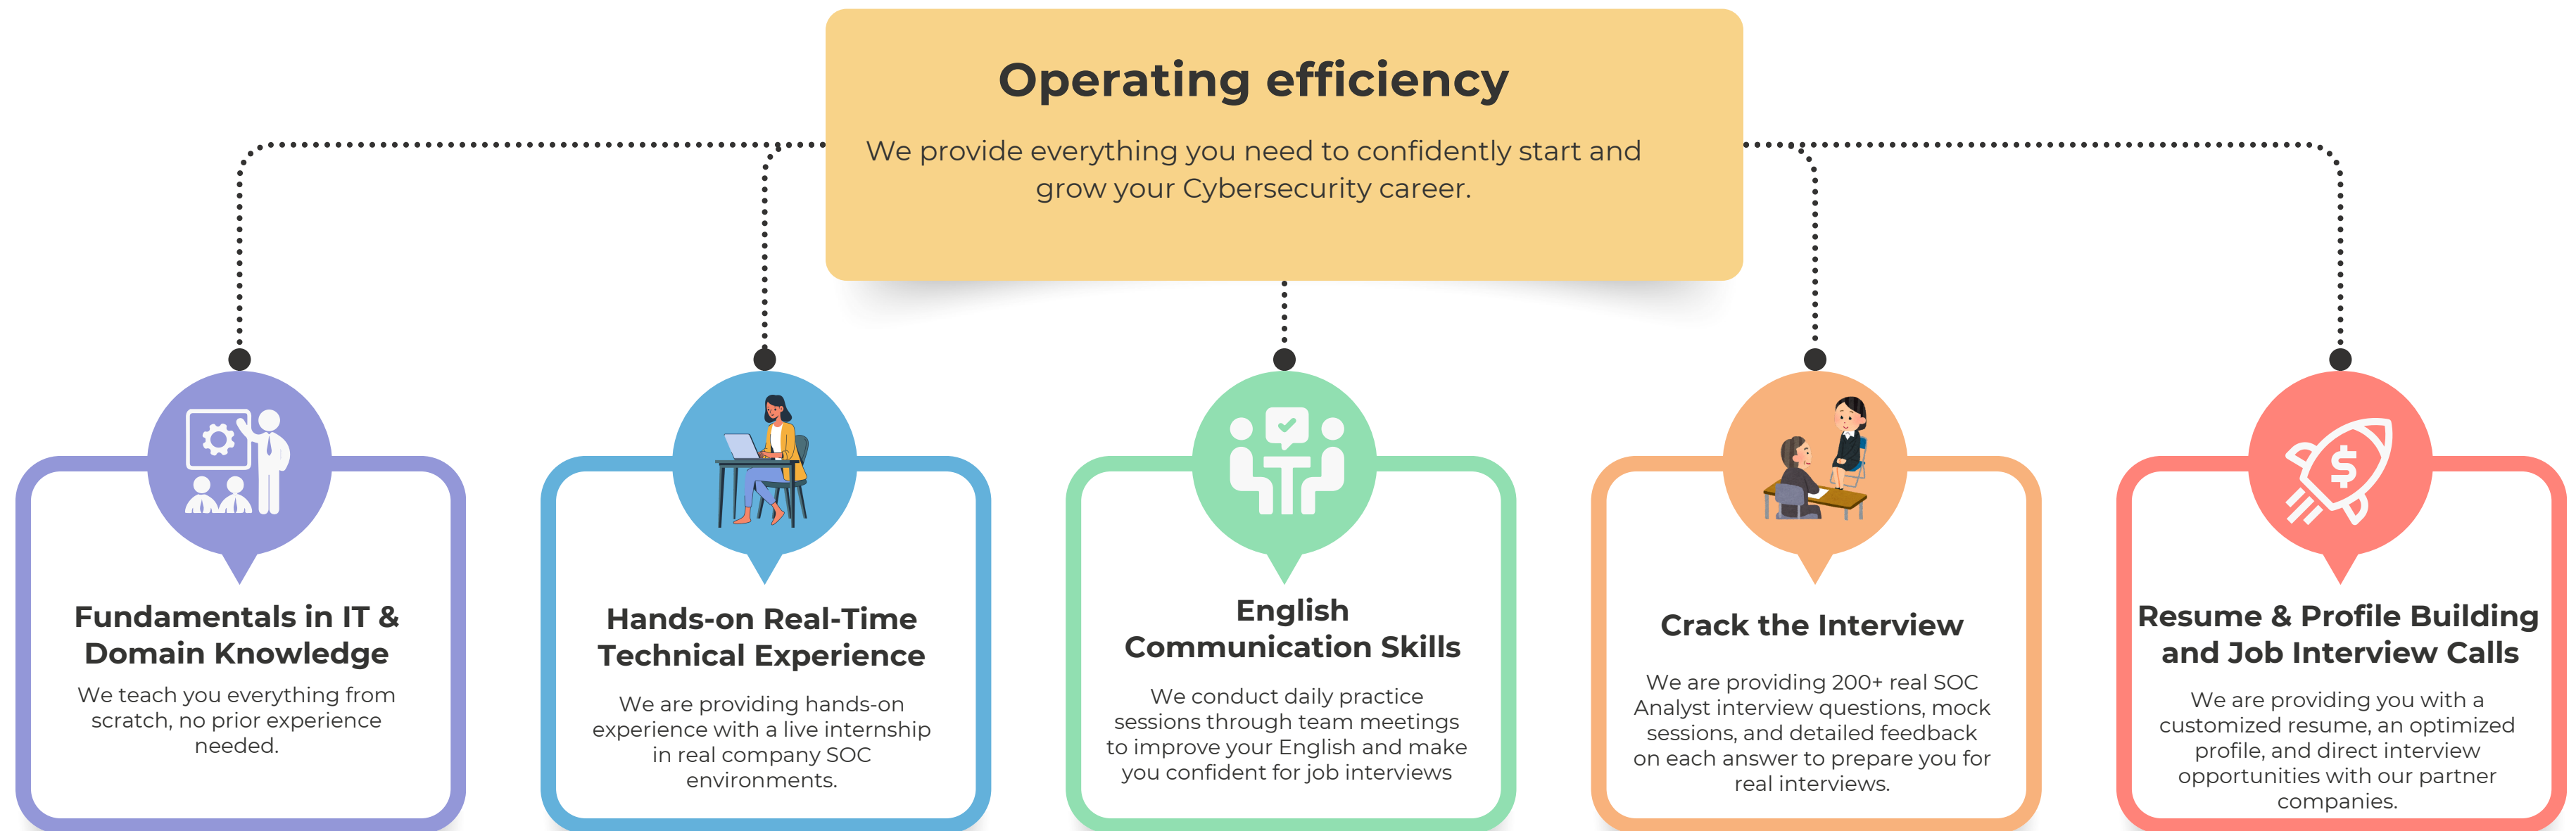 Operating efficiency
We provide everything you need to confidently start and
grow your Cybersecurity career.
Fundamentals in IT &
Domain Knowledge
We teach you everything from
scratch, no prior experience
needed.
Hands-on Real-Time
Technical Experience
We are providing hands-on
experience with a live internship
in real company SOC
environments.
English
Communication Skills
We conduct daily practice
sessions through team meetings
to improve your English and make
you confident for job interviews
Crack the Interview
We are providing 200+ real SOC
Analyst interview questions, mock
sessions, and detailed feedback
on each answer to prepare you for
real interviews.
Resume & Profile Building
and Job Interview Calls
We are providing you with a
customized resume, an optimized
profile, and direct interview
opportunities with our partner
companies.
$